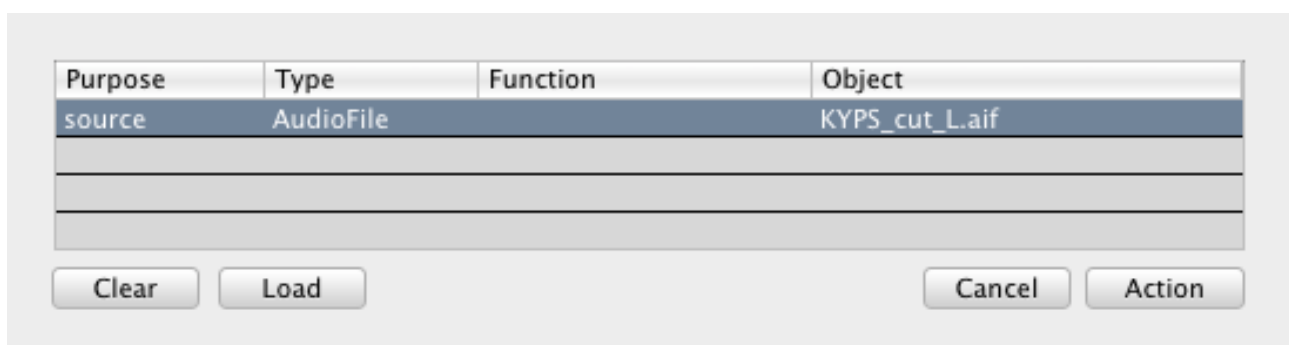 Purpose Type Function Object
source AudioFile KYPS_cut_L.aif
Clear Load Cancel Action